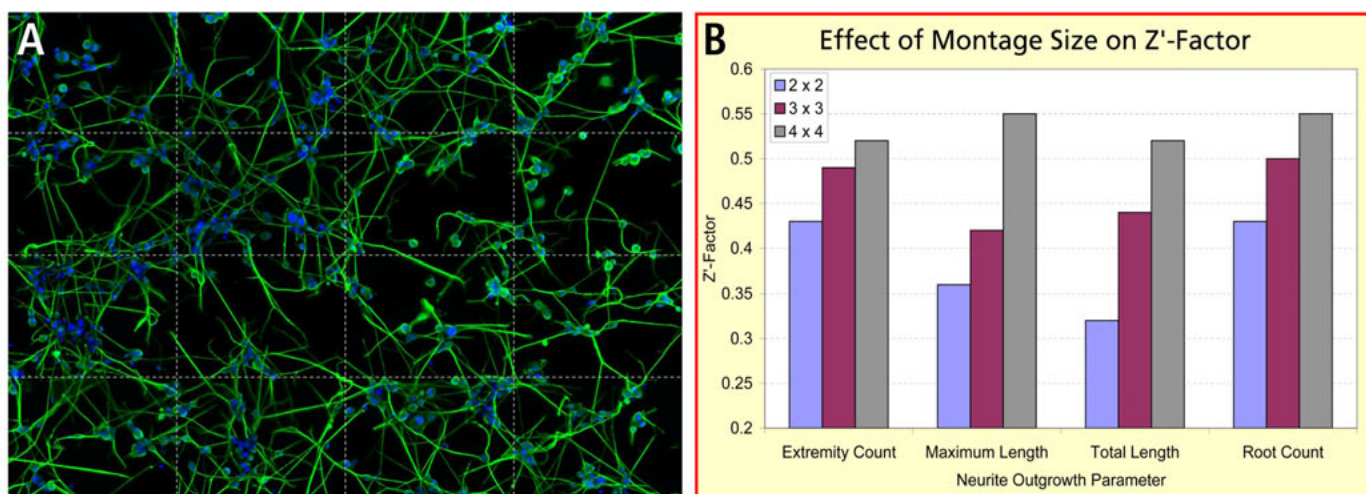 A
B
Effect of Montage Size on Z'-Factor
0.6
0.55
0.5
0.45
0.4
0.35
0.3
0.25
0.2
Z'-Factor
2 x 2
3 x 3
4 x 4
Extremity Count
Maximum Length
Total Length
Root Count
Neurite Outgrowth Parameter